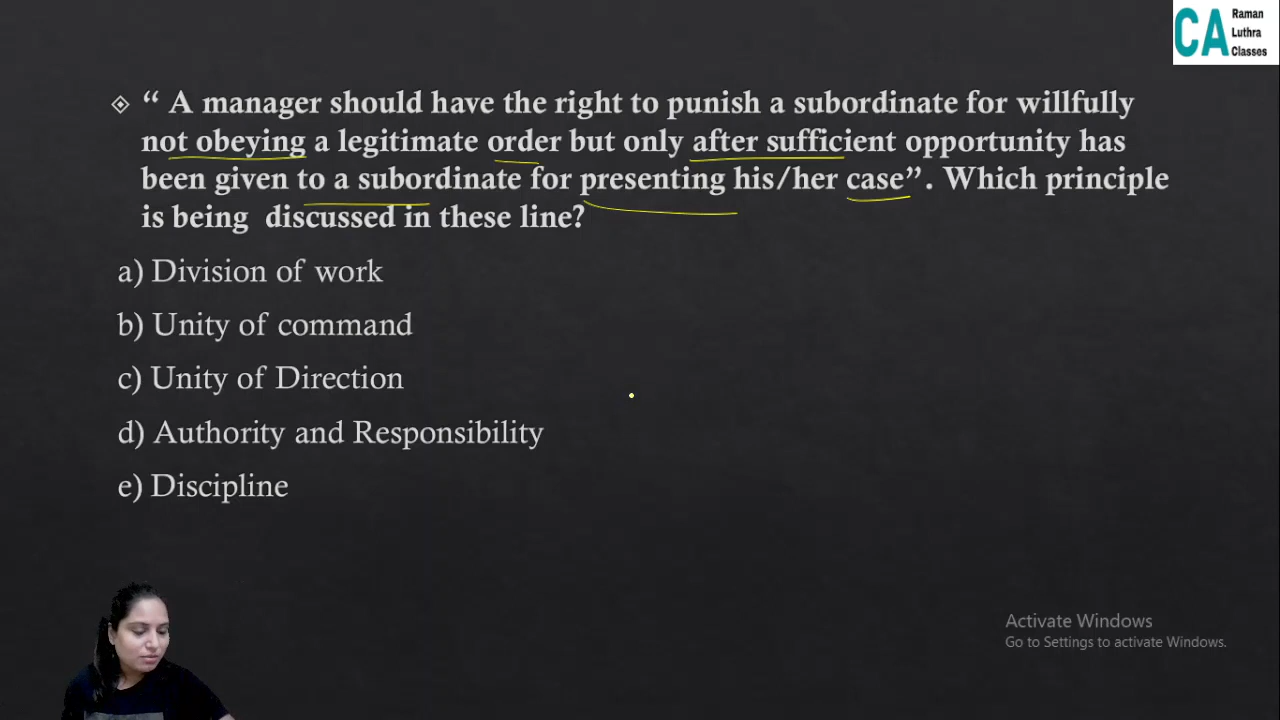 CA
Raman
Luthra
Classes
“ A manager should have the right to punish a subordinate for willfully
not obeying a legitimate order but only after sufficient opportunity has
been given to a subordinate for presenting his/her case”. Which principle
is being discussed in these line?
a) Division of work
b) Unity of command
c) Unity of Direction
d) Authority and Responsibility
e) Discipline
Activate Windows
Go to Settings to activate Windows.